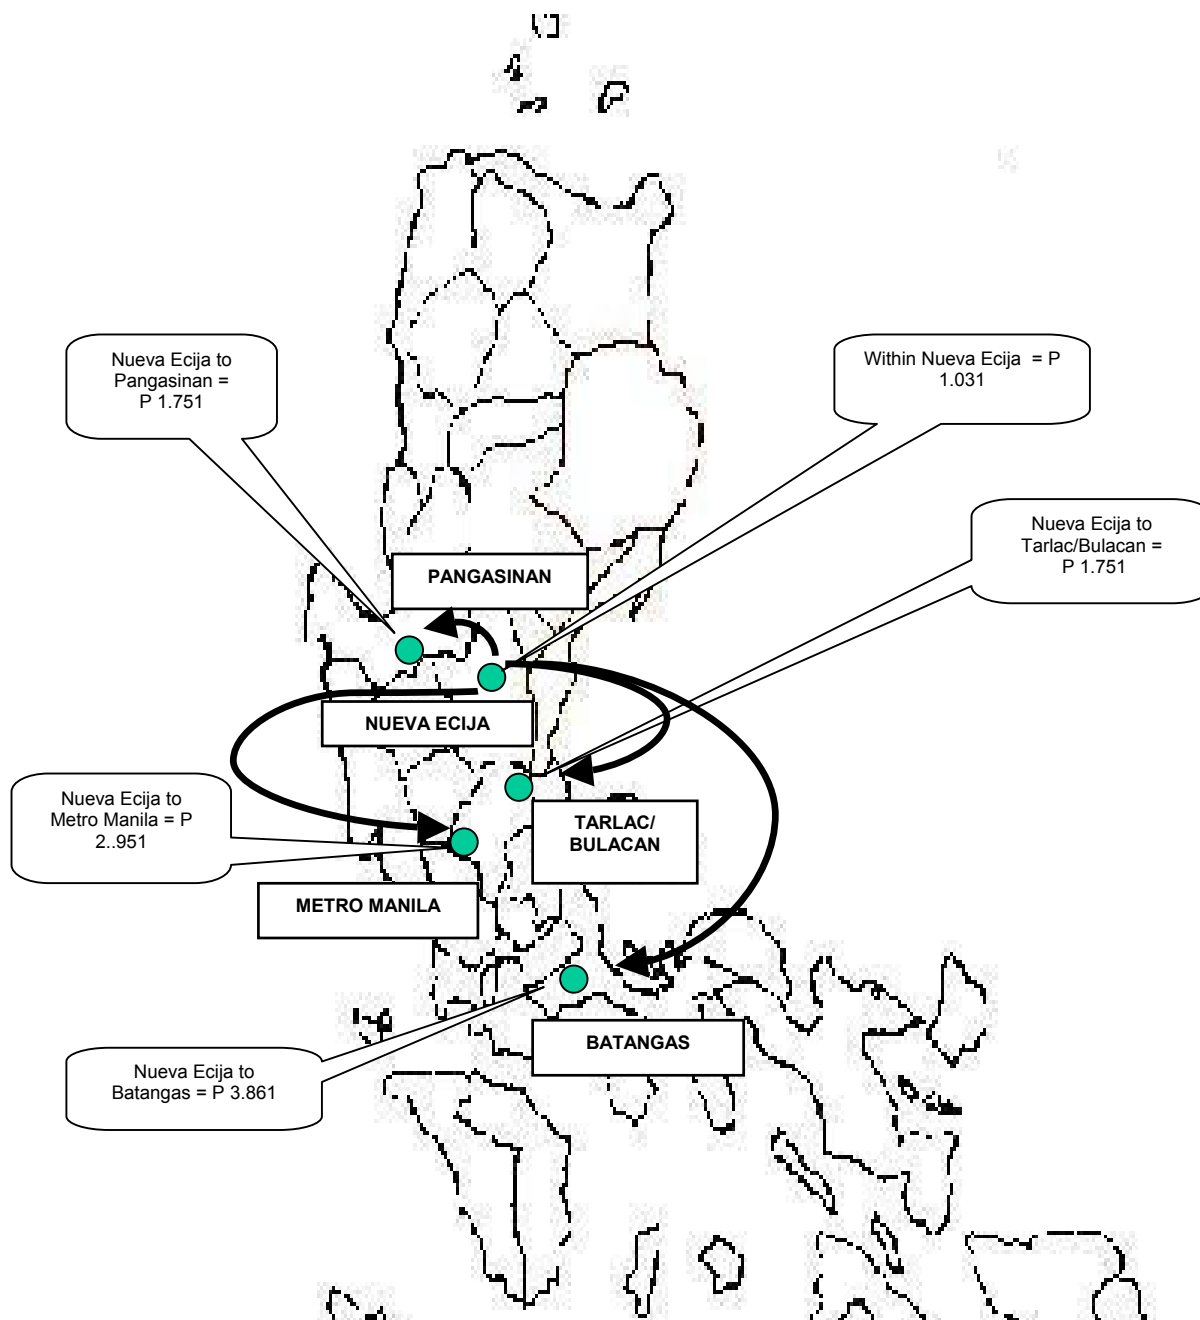 Nueva Ecija to
Pangasinan =
P 1.751
Within Nueva Ecija = P
1.031
Nueva Ecija to
Tarlac/Bulacan =
P 1.751
PANGASINAN
NUEVA ECIJA
Nueva Ecija to
Metro Manila = P
2..951
TARLAC/
BULACAN
METRO MANILA
BATANGAS
Nueva Ecija to
Batangas = P 3.861